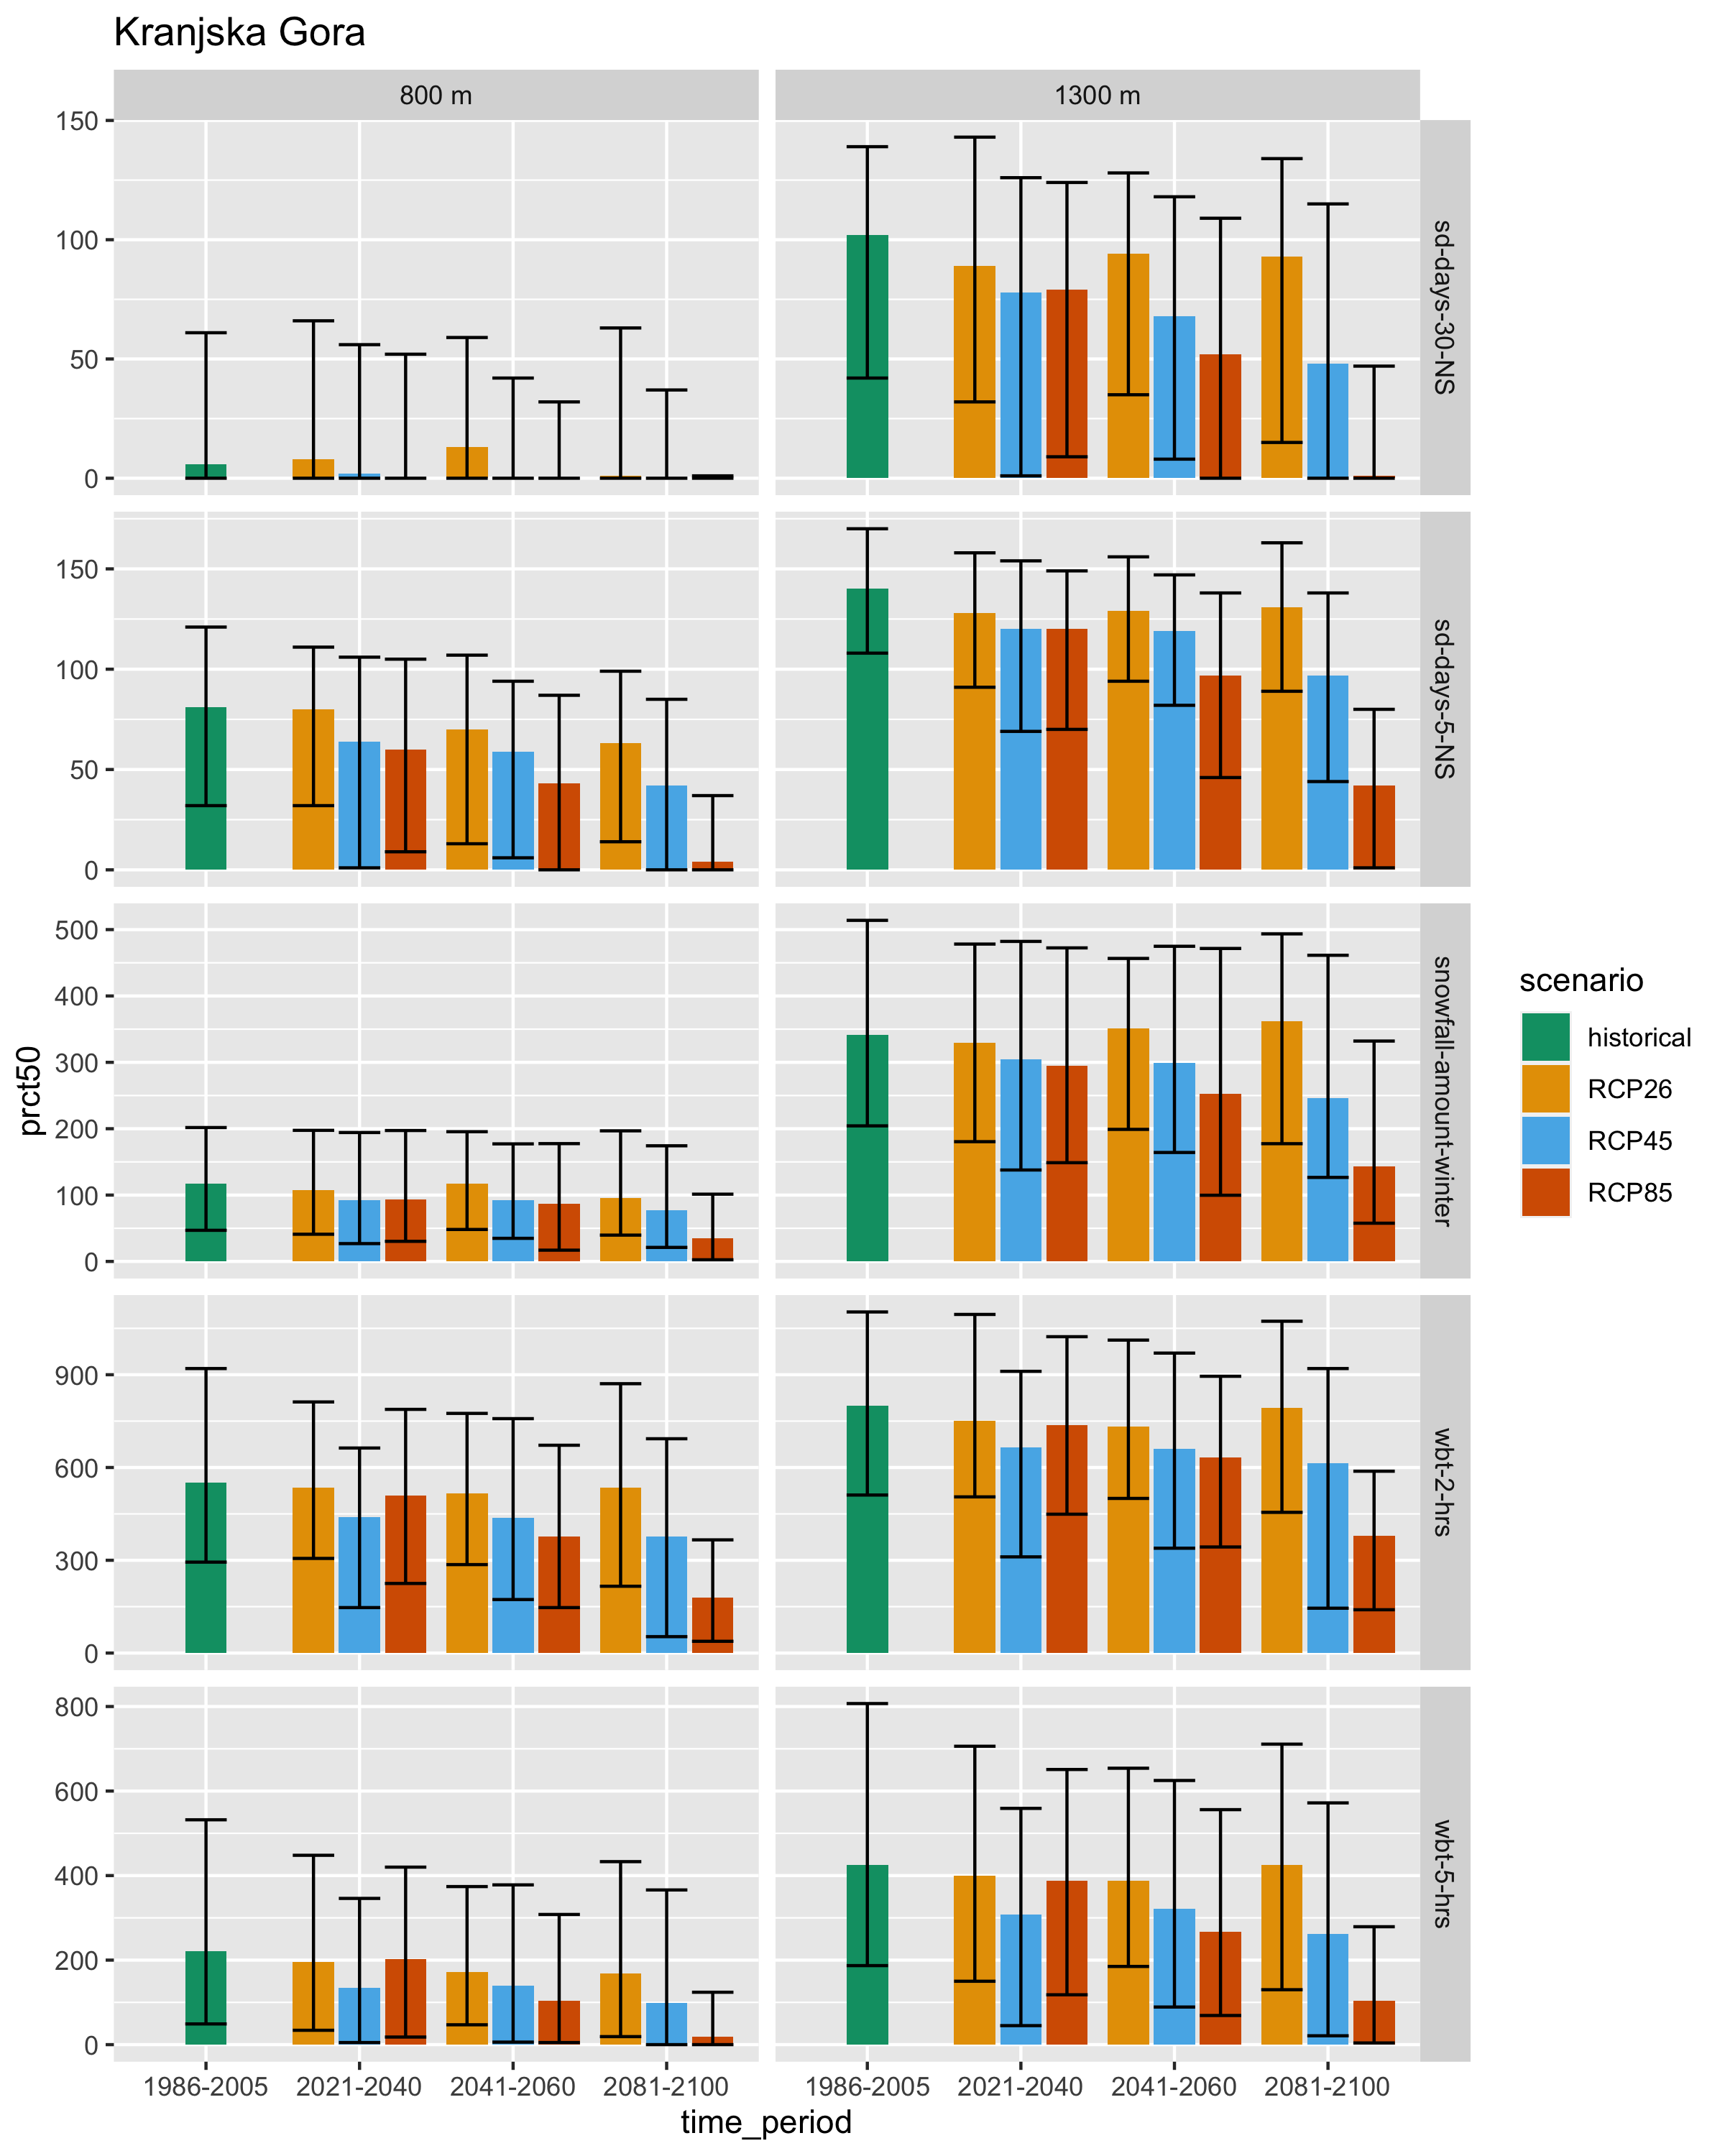 Kranjska Gora
800 m
1300 m
150
100
50
0
sd-days-30-NS
150
100
50
0
sd-days-5-NS
500
400
300
200
100
0
snowfall-amount-winter
900
600
300
0
wbt-2-hrs
800
600
400
200
0
wbt-5-hrs
prct50
1986-2005
2021-2040
2041-2060
2081-2100
1986-2005
2021-2040
2041-2060
2081-2100
time_period
scenario
historical
RCP26
RCP45
RCP85